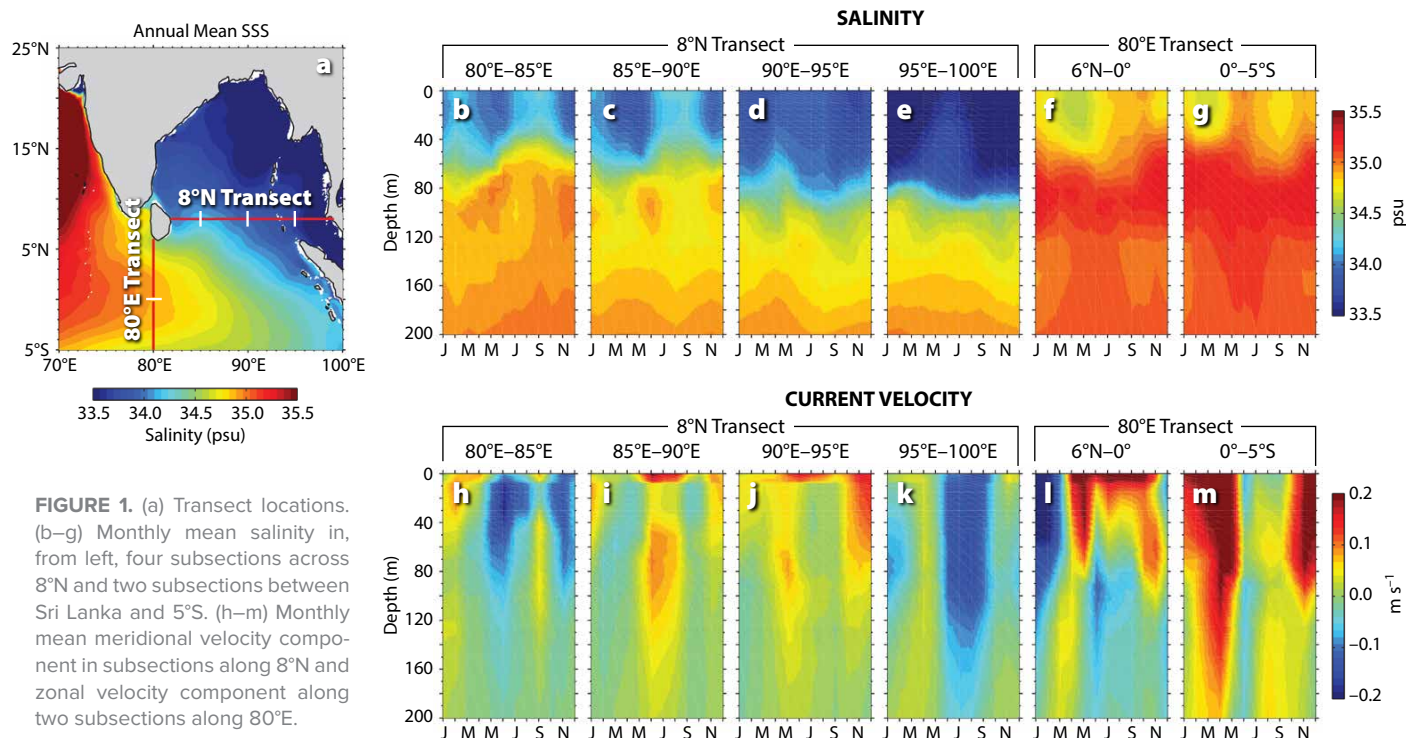 Annual Mean SSS
25°N
15°N
5°N
5°S
70°E 80°E 90°E 100°E
a
8°N Transect
80°E Transect
33.5 34.0 34.5 35.0 35.5
Salinity (psu)
FIGURE 1. (a) Transect locations.
(b–g) Monthly mean salinity in,
from left, four subsections across
8°N and two subsections between
Sri Lanka and 5°S. (h–m) Monthly
mean meridional velocity compo-
nent in subsections along 8°N and
zonal velocity component along
two subsections along 80°E.
SALINITY
8°N Transect 80°E Transect
80°E–85°E 85°E–90°E 90°E–95°E 95°E–100°E 6°N–0° 0°–5°S
b c d e f g
0
40
80
120
160
200
Depth (m)
J M M J S N J M M J S N J M M J S N J M M J S N J M M J S N J M M J S N
35.5
35.0
34.5
34.0
33.5
psu
CURRENT VELOCITY
8°N Transect 80°E Transect
80°E–85°E 85°E–90°E 90°E–95°E 95°E–100°E 6°N–0° 0°–5°S
h i j k l m
0
40
80
120
160
200
Depth (m)
J M M J S N J M M J S N J M M J S N J M M J S N J M M J S N J M M J S N
0.2
0.1
0.0
−0.1
−0.2
m s⁻¹